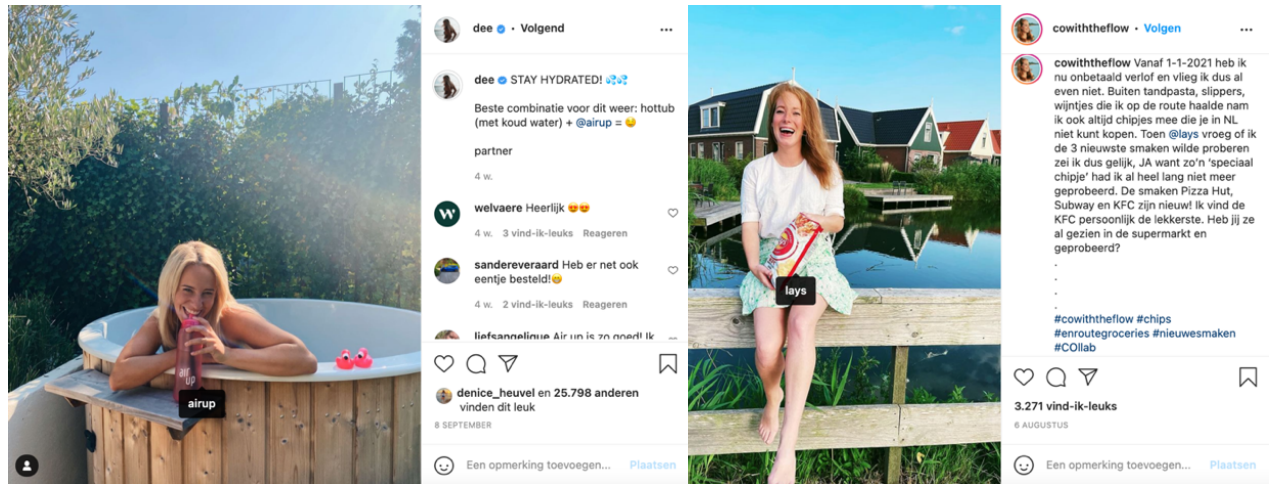 dee • Volgend
dee STAY HYDRATED! 💦💦
Beste combinatie voor dit weer: hottub
(met koud water) + @airup = 😏
partner
4 w.
welvaere Heerlijk 😍😍
4 w. 3 vind-ik-leuks Reageren
sandereveraard Heb er net ook
eentje besteld!😁
4 w. 2 vind-ik-leuks Reageren
liefsangelique Air up is zo goed! Ik
denice_heuvel en 25.798 anderen
vinden dit leuk
8 SEPTEMBER
Een opmerking toevoegen... Plaatsen
air
up
airup
cowiththeflow • Volgen
cowiththeflow Vanaf 1-1-2021 heb ik
nu onbetaald verlof en vlieg ik dus al
even niet. Buiten tandpasta, slippers,
wijntjes die ik op de route haalde nam
ik ook altijd chipjes mee die je in NL
niet kunt kopen. Toen @lays vroeg of ik
de 3 nieuwste smaken wilde proberen
zei ik dus gelijk, JA want zo'n ‘speciaal
chipje’ had ik al heel lang niet meer
geprobeerd. De smaken Pizza Hut,
Subway en KFC zijn nieuw! Ik vind de
KFC persoonlijk de lekkerste. Heb jij ze
al gezien in de supermarkt en
geprobeerd?
.
.
.
.
#cowiththeflow #chips
#enroutegroceries #nieuwesmaken
#COllab
3.271 vind-ik-leuks
6 AUGUSTUS
Een opmerking toevoegen... Plaatsen
lays